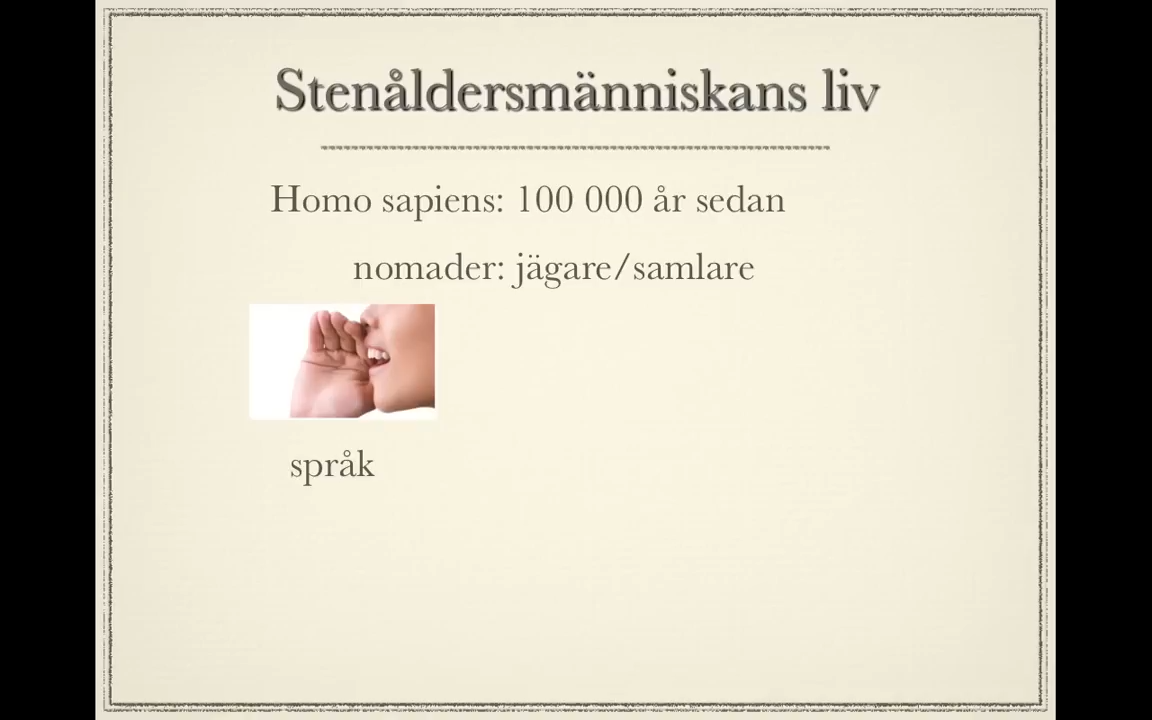 Stenåldersmänniskans liv
Homo sapiens: 100 000 år sedan
nomader: jägare/samlare
språk